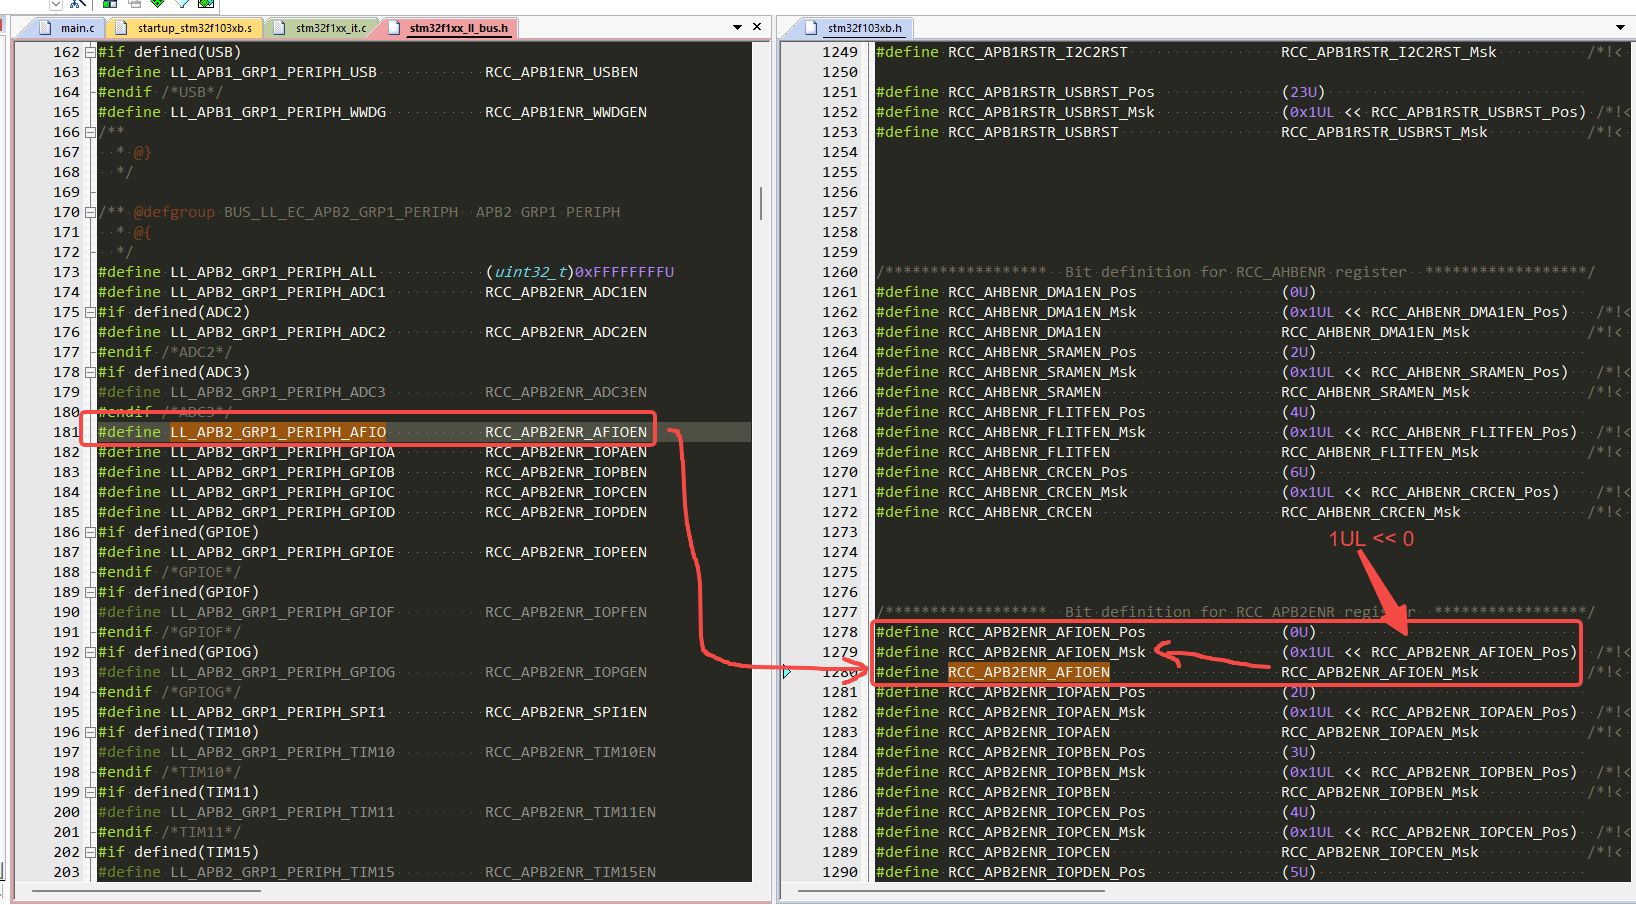 main.c
startup_stm32f103xb.s
stm32f1xx_it.c
stm32f1xx_ll_bus.h
162 #if defined(USB)
163 #define LL_APB1_GRP1_PERIPH_USB RCC_APB1ENR_USBEN
164 #endif /*USB*/
165 #define LL_APB1_GRP1_PERIPH_WWDG RCC_APB1ENR_WWDGEN
166 /**
167 * @}
168 */
169
170 /** @defgroup BUS_LL_EC_APB2_GRP1_PERIPH APB2 GRP1 PERIPH
171 * @{
172 */
173 #define LL_APB2_GRP1_PERIPH_ALL (uint32_t)0xFFFFFFFFU
174 #define LL_APB2_GRP1_PERIPH_ADC1 RCC_APB2ENR_ADC1EN
175 #if defined(ADC2)
176 #define LL_APB2_GRP1_PERIPH_ADC2 RCC_APB2ENR_ADC2EN
177 #endif /*ADC2*/
178 #if defined(ADC3)
179 #define LL_APB2_GRP1_PERIPH_ADC3 RCC_APB2ENR_ADC3EN
180 #endif /*ADC3*/
181 #define LL_APB2_GRP1_PERIPH_AFIO RCC_APB2ENR_AFIOEN
182 #define LL_APB2_GRP1_PERIPH_GPIOA RCC_APB2ENR_IOPAEN
183 #define LL_APB2_GRP1_PERIPH_GPIOB RCC_APB2ENR_IOPBEN
184 #define LL_APB2_GRP1_PERIPH_GPIOC RCC_APB2ENR_IOPCEN
185 #define LL_APB2_GRP1_PERIPH_GPIOD RCC_APB2ENR_IOPDEN
186 #if defined(GPIOE)
187 #define LL_APB2_GRP1_PERIPH_GPIOE RCC_APB2ENR_IOPEEN
188 #endif /*GPIOE*/
189 #if defined(GPIOF)
190 #define LL_APB2_GRP1_PERIPH_GPIOF RCC_APB2ENR_IOPFEN
191 #endif /*GPIOF*/
192 #if defined(GPIOG)
193 #define LL_APB2_GRP1_PERIPH_GPIOG RCC_APB2ENR_IOPGEN
194 #endif /*GPIOG*/
195 #define LL_APB2_GRP1_PERIPH_SPI1 RCC_APB2ENR_SPI1EN
196 #if defined(TIM10)
197 #define LL_APB2_GRP1_PERIPH_TIM10 RCC_APB2ENR_TIM10EN
198 #endif /*TIM10*/
199 #if defined(TIM11)
200 #define LL_APB2_GRP1_PERIPH_TIM11 RCC_APB2ENR_TIM11EN
201 #endif /*TIM11*/
202 #if defined(TIM15)
203 #define LL_APB2_GRP1_PERIPH_TIM15 RCC_APB2ENR_TIM15EN
stm32f103xb.h
1249 #define RCC_APB1RSTR_I2C2RST RCC_APB1RSTR_I2C2RST_Msk /*!<
1250
1251 #define RCC_APB1RSTR_USBRST_Pos (23U)
1252 #define RCC_APB1RSTR_USBRST_Msk (0x1UL << RCC_APB1RSTR_USBRST_Pos) /*!<
1253 #define RCC_APB1RSTR_USBRST RCC_APB1RSTR_USBRST_Msk /*!<
1254
1255
1256
1257
1258
1259
1260 /****************** Bit definition for RCC_AHBENR register ******************/
1261 #define RCC_AHBENR_DMA1EN_Pos (0U)
1262 #define RCC_AHBENR_DMA1EN_Msk (0x1UL << RCC_AHBENR_DMA1EN_Pos) /*!<
1263 #define RCC_AHBENR_DMA1EN RCC_AHBENR_DMA1EN_Msk /*!<
1264 #define RCC_AHBENR_SRAMEN_Pos (2U)
1265 #define RCC_AHBENR_SRAMEN_Msk (0x1UL << RCC_AHBENR_SRAMEN_Pos) /*!<
1266 #define RCC_AHBENR_SRAMEN RCC_AHBENR_SRAMEN_Msk /*!<
1267 #define RCC_AHBENR_FLITFEN_Pos (4U)
1268 #define RCC_AHBENR_FLITFEN_Msk (0x1UL << RCC_AHBENR_FLITFEN_Pos) /*!<
1269 #define RCC_AHBENR_FLITFEN RCC_AHBENR_FLITFEN_Msk /*!<
1270 #define RCC_AHBENR_CRCEN_Pos (6U)
1271 #define RCC_AHBENR_CRCEN_Msk (0x1UL << RCC_AHBENR_CRCEN_Pos) /*!<
1272 #define RCC_AHBENR_CRCEN RCC_AHBENR_CRCEN_Msk /*!<
1273
1UL << 0
1274
1275
1276
1277 /****************** Bit definition for RCC_APB2ENR register *****************/
1278 #define RCC_APB2ENR_AFIOEN_Pos (0U)
1279 #define RCC_APB2ENR_AFIOEN_Msk (0x1UL << RCC_APB2ENR_AFIOEN_Pos) /*!<
1280 #define RCC_APB2ENR_AFIOEN RCC_APB2ENR_AFIOEN_Msk /*!<
1281 #define RCC_APB2ENR_IOPAEN_Pos (2U)
1282 #define RCC_APB2ENR_IOPAEN_Msk (0x1UL << RCC_APB2ENR_IOPAEN_Pos) /*!<
1283 #define RCC_APB2ENR_IOPAEN RCC_APB2ENR_IOPAEN_Msk /*!<
1284 #define RCC_APB2ENR_IOPBEN_Pos (3U)
1285 #define RCC_APB2ENR_IOPBEN_Msk (0x1UL << RCC_APB2ENR_IOPBEN_Pos) /*!<
1286 #define RCC_APB2ENR_IOPBEN RCC_APB2ENR_IOPBEN_Msk /*!<
1287 #define RCC_APB2ENR_IOPCEN_Pos (4U)
1288 #define RCC_APB2ENR_IOPCEN_Msk (0x1UL << RCC_APB2ENR_IOPCEN_Pos) /*!<
1289 #define RCC_APB2ENR_IOPCEN RCC_APB2ENR_IOPCEN_Msk /*!<
1290 #define RCC_APB2ENR_IOPDEN_Pos (5U)